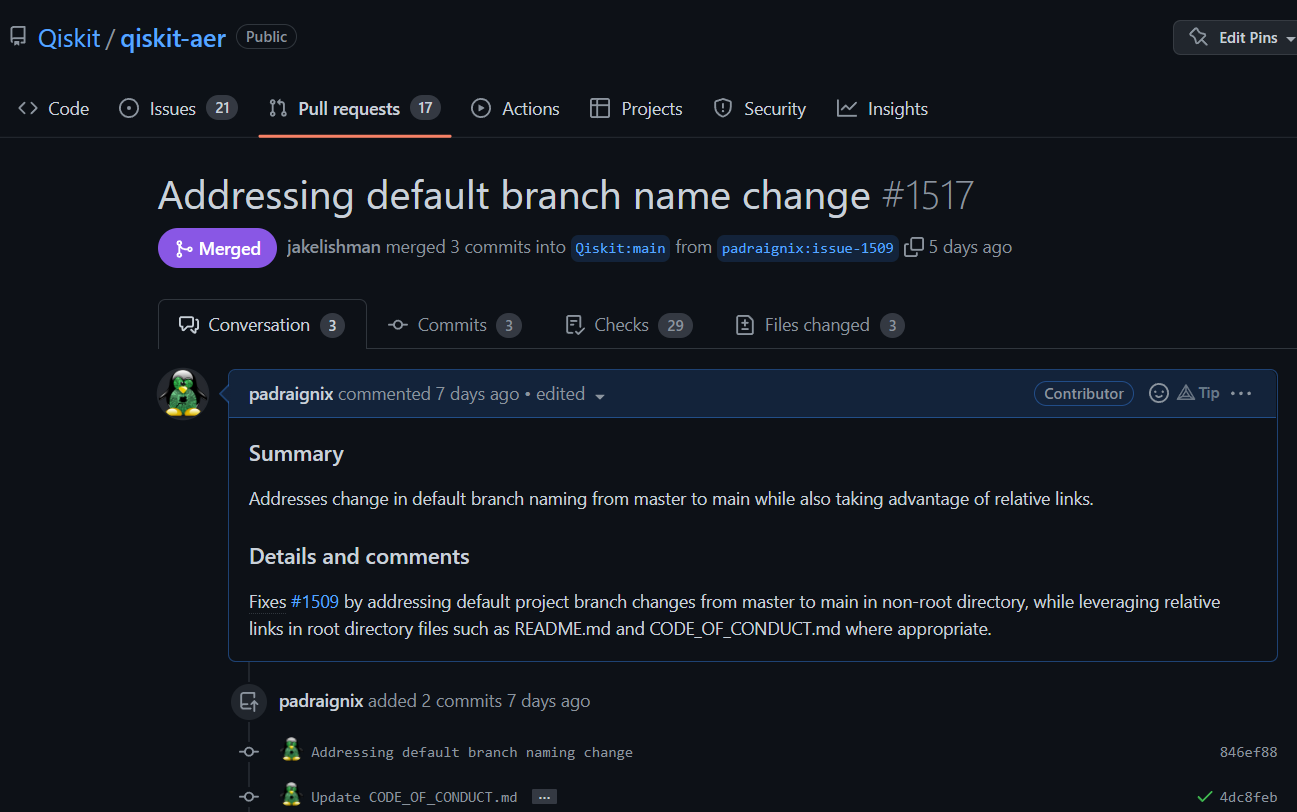 Qiskit / qiskit-aer Public Edit Pins
Code Issues 21 Pull requests 17 Actions Projects Security Insights
Addressing default branch name change #1517
Merged jakelishman merged 3 commits into Qiskit:main from padraignix:issue-1509 5 days ago
Conversation 3 Commits 3 Checks 29 Files changed 3
padraignix commented 7 days ago • edited Contributor Tip ...
Summary
Addresses change in default branch naming from master to main while also taking advantage of relative links.
Details and comments
Fixes #1509 by addressing default project branch changes from master to main in non-root directory, while leveraging relative
links in root directory files such as README.md and CODE_OF_CONDUCT.md where appropriate.
padraignix added 2 commits 7 days ago
Addressing default branch naming change 846ef88
Update CODE_OF_CONDUCT.md ... 4dc8feb